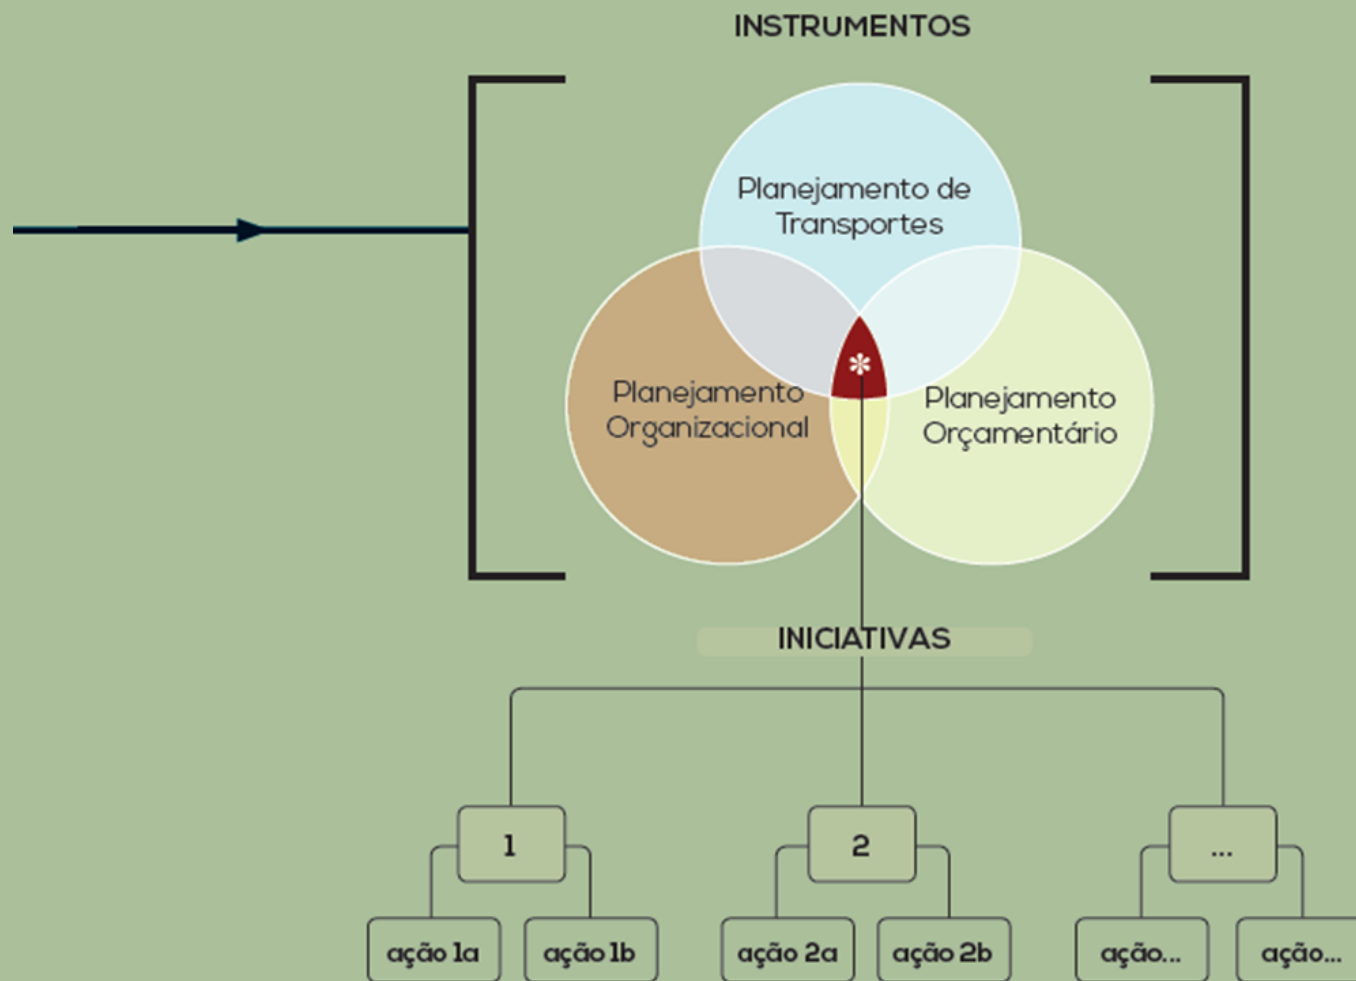 INSTRUMENTOS
Planejamento de
Transportes
Planejamento
Organizacional
Planejamento
Orçamentário
*
INICIATIVAS
1
2
...
ação 1a
ação 1b
ação 2a
ação 2b
ação...
ação...